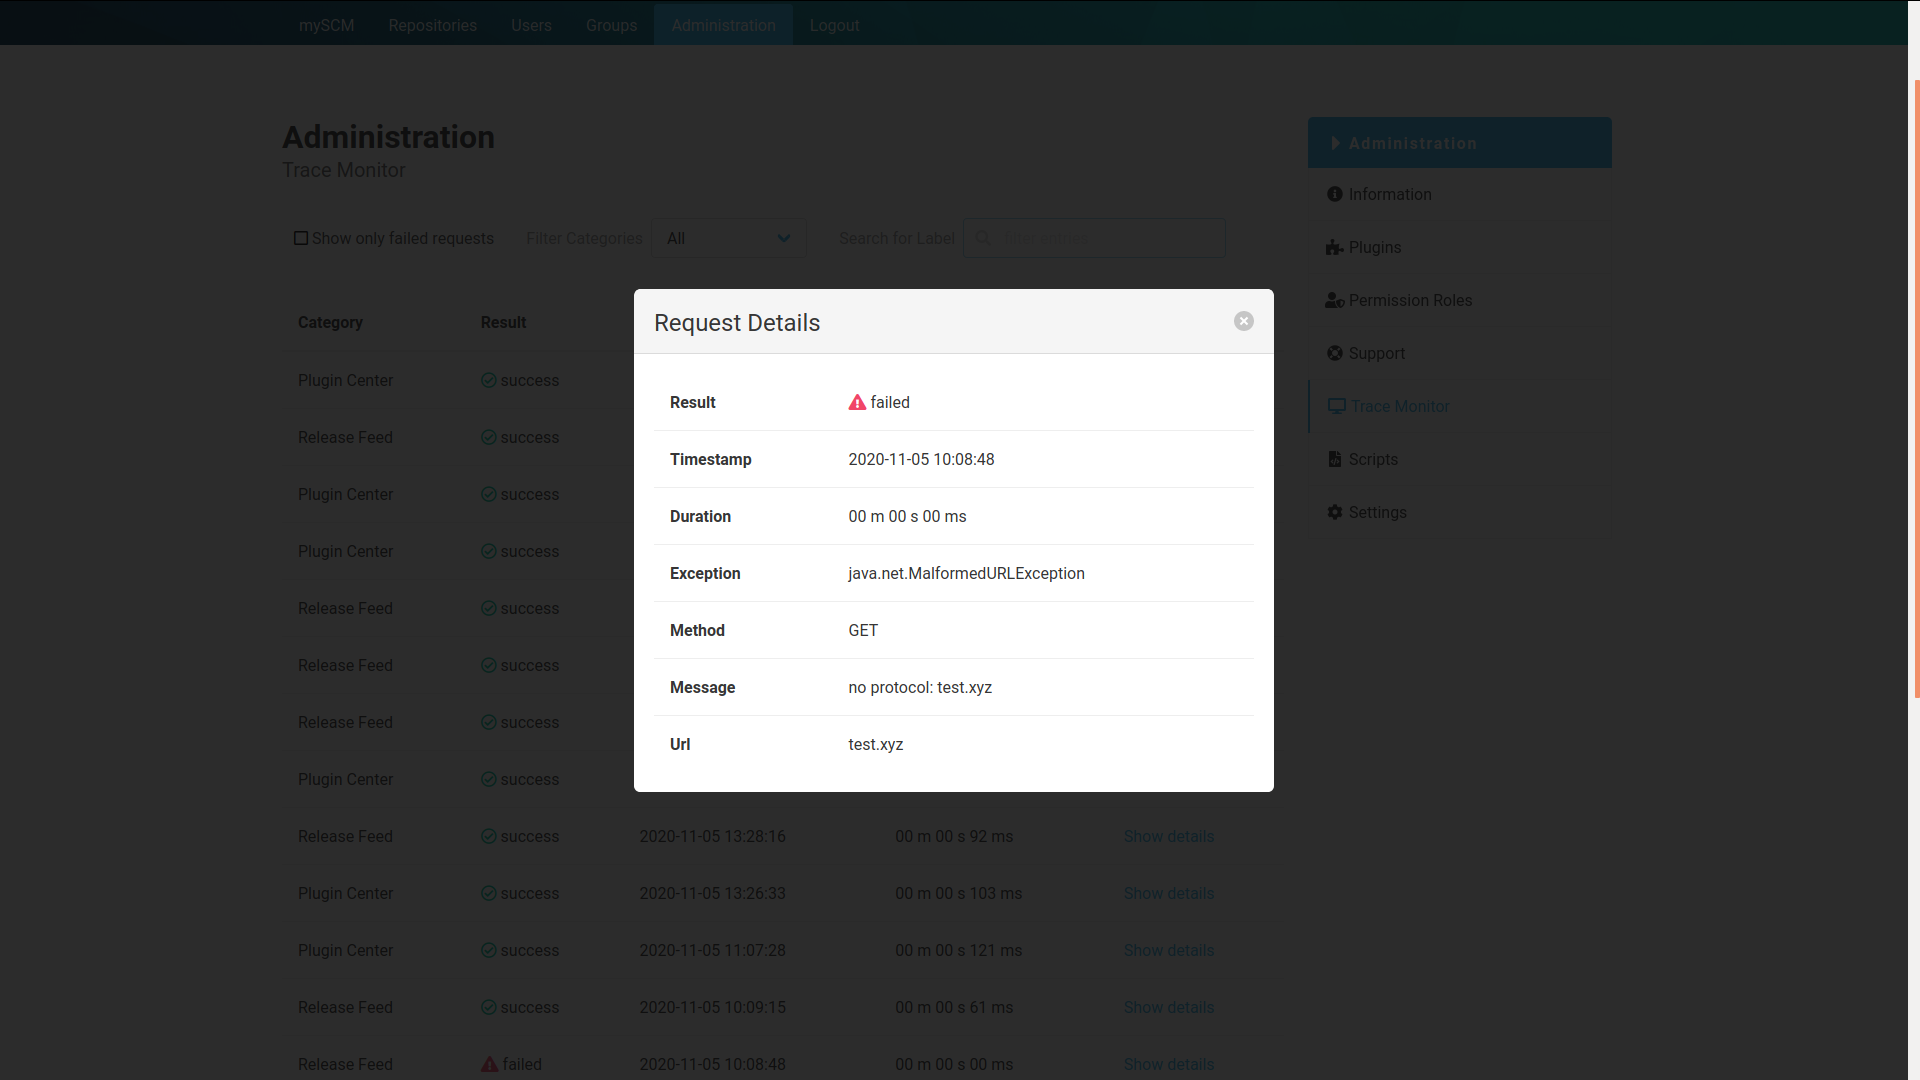 mySCM Repositories Users Groups Administration Logout
Administration
Trace Monitor
Show only failed requests Filter Categories All Search for Label
Category Result
Plugin Center success
Release Feed success
Plugin Center success
Plugin Center success
Release Feed success
Release Feed success
Release Feed success
Plugin Center success
Release Feed success 2020-11-05 13:28:16 00 m 00 s 92 ms Show details
Plugin Center success 2020-11-05 13:26:33 00 m 00 s 103 ms Show details
Plugin Center success 2020-11-05 11:07:28 00 m 00 s 121 ms Show details
Release Feed success 2020-11-05 10:09:15 00 m 00 s 61 ms Show details
Release Feed failed 2020-11-05 10:08:48 00 m 00 s 00 ms Show details
Request Details
Result failed
Timestamp 2020-11-05 10:08:48
Duration 00 m 00 s 00 ms
Exception java.net.MalformedURLException
Method GET
Message no protocol: test.xyz
Url test.xyz
Administration
Information
Plugins
Permission Roles
Support
Trace Monitor
Scripts
Settings